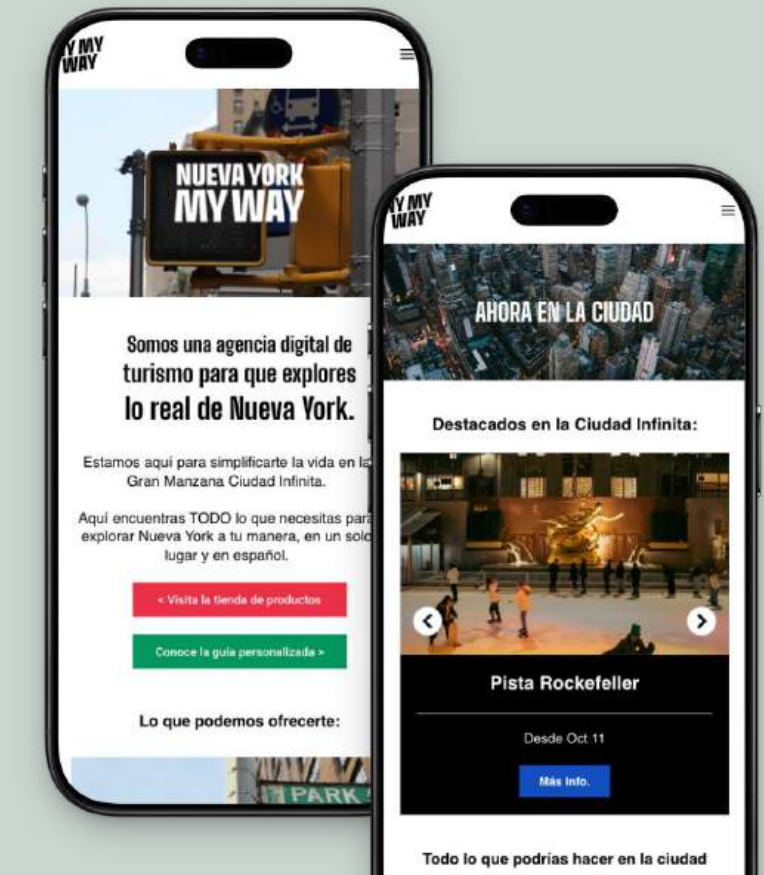 Y MY
WAY
NUEVA YORK
MY WAY
Somos una agencia digital de
turismo para que explores
lo real de Nueva York.
Estamos aquí para simplificarte la vida en la
Gran Manzana Ciudad Infinita.
Aquí encuentras TODO lo que necesitas para
explorar Nueva York a tu manera, en un solo
lugar y en español.
< Visita la tienda de productos
Conoce la guía personalizada >
Lo que podemos ofrecerte:
PARK
Y MY
WAY
AHORA EN LA CIUDAD
Destacados en la Ciudad Infinita:
Pista Rockefeller
Desde Oct 11
Más Info.
Todo lo que podrías hacer en la ciudad